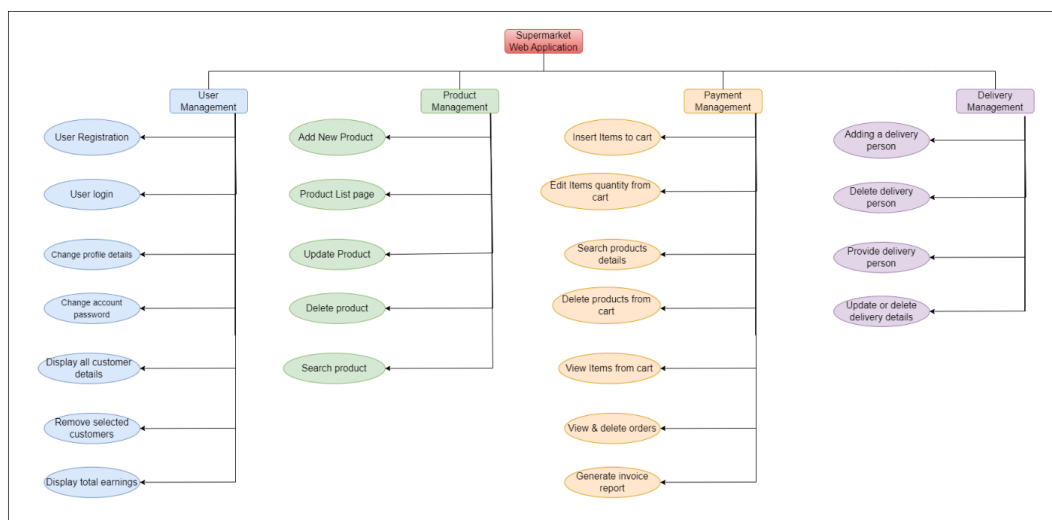 Supermarket
Web Application
User
Management
User Registration
User login
Change profile details
Change account
password
Display all customer
details
Remove selected
customers
Display total earnings
Product
Management
Add New Product
Product List page
Update Product
Delete product
Search product
Payment
Management
Insert Items to cart
Edit Items quantity from
cart
Search products
details
Delete products from
cart
View Items from cart
View & delete orders
Generate invoice
report
Delivery
Management
Adding a delivery
person
Delete delivery
person
Provide delivery
person
Update or delete
delivery details